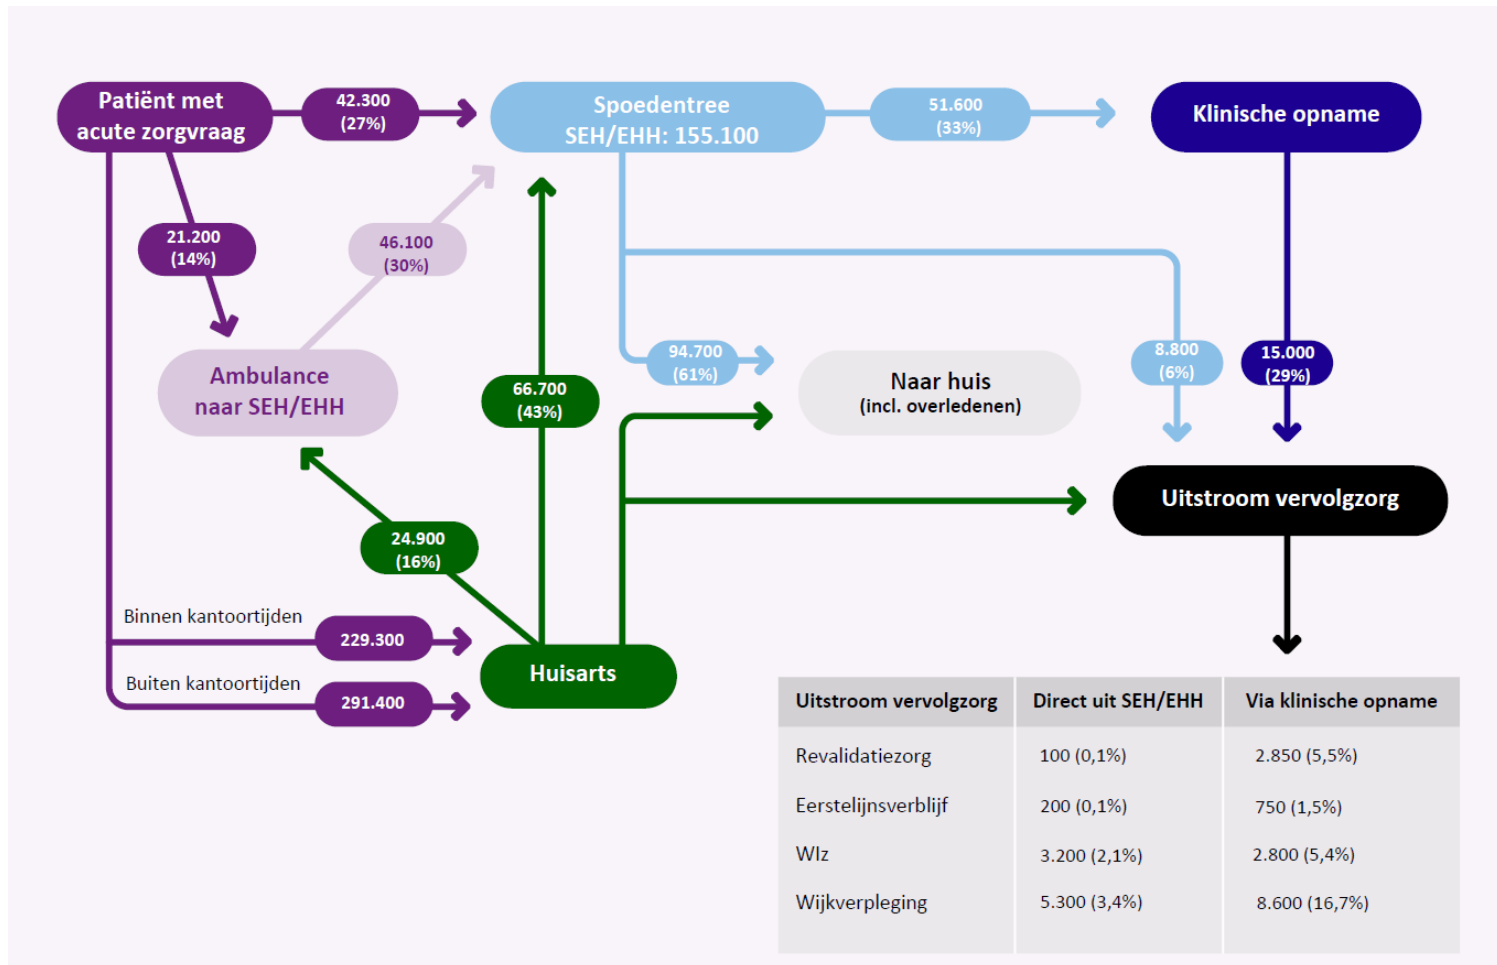 Patiënt met
acute zorgvraag
42.300
(27%)
Spoedentree
SEH/EHH: 155.100
51.600
(33%)
Klinische opname
21.200
(14%)
46.100
(30%)
Ambulance
naar SEH/EHH
66.700
(43%)
94.700
(61%)
Naar huis
(incl. overledenen)
8.800
(6%)
15.000
(29%)
Uitstroom vervolgzorg
24.900
(16%)
Binnen kantoortijden
229.300
Buiten kantoortijden
291.400
Huisarts
Uitstroom vervolgzorg Direct uit SEH/EHH Via klinische opname
Revalidatiezorg 100 (0,1%) 2.850 (5,5%)
Eerstelijnsverblijf 200 (0,1%) 750 (1,5%)
Wlz 3.200 (2,1%) 2.800 (5,4%)
Wijkverpleging 5.300 (3,4%) 8.600 (16,7%)